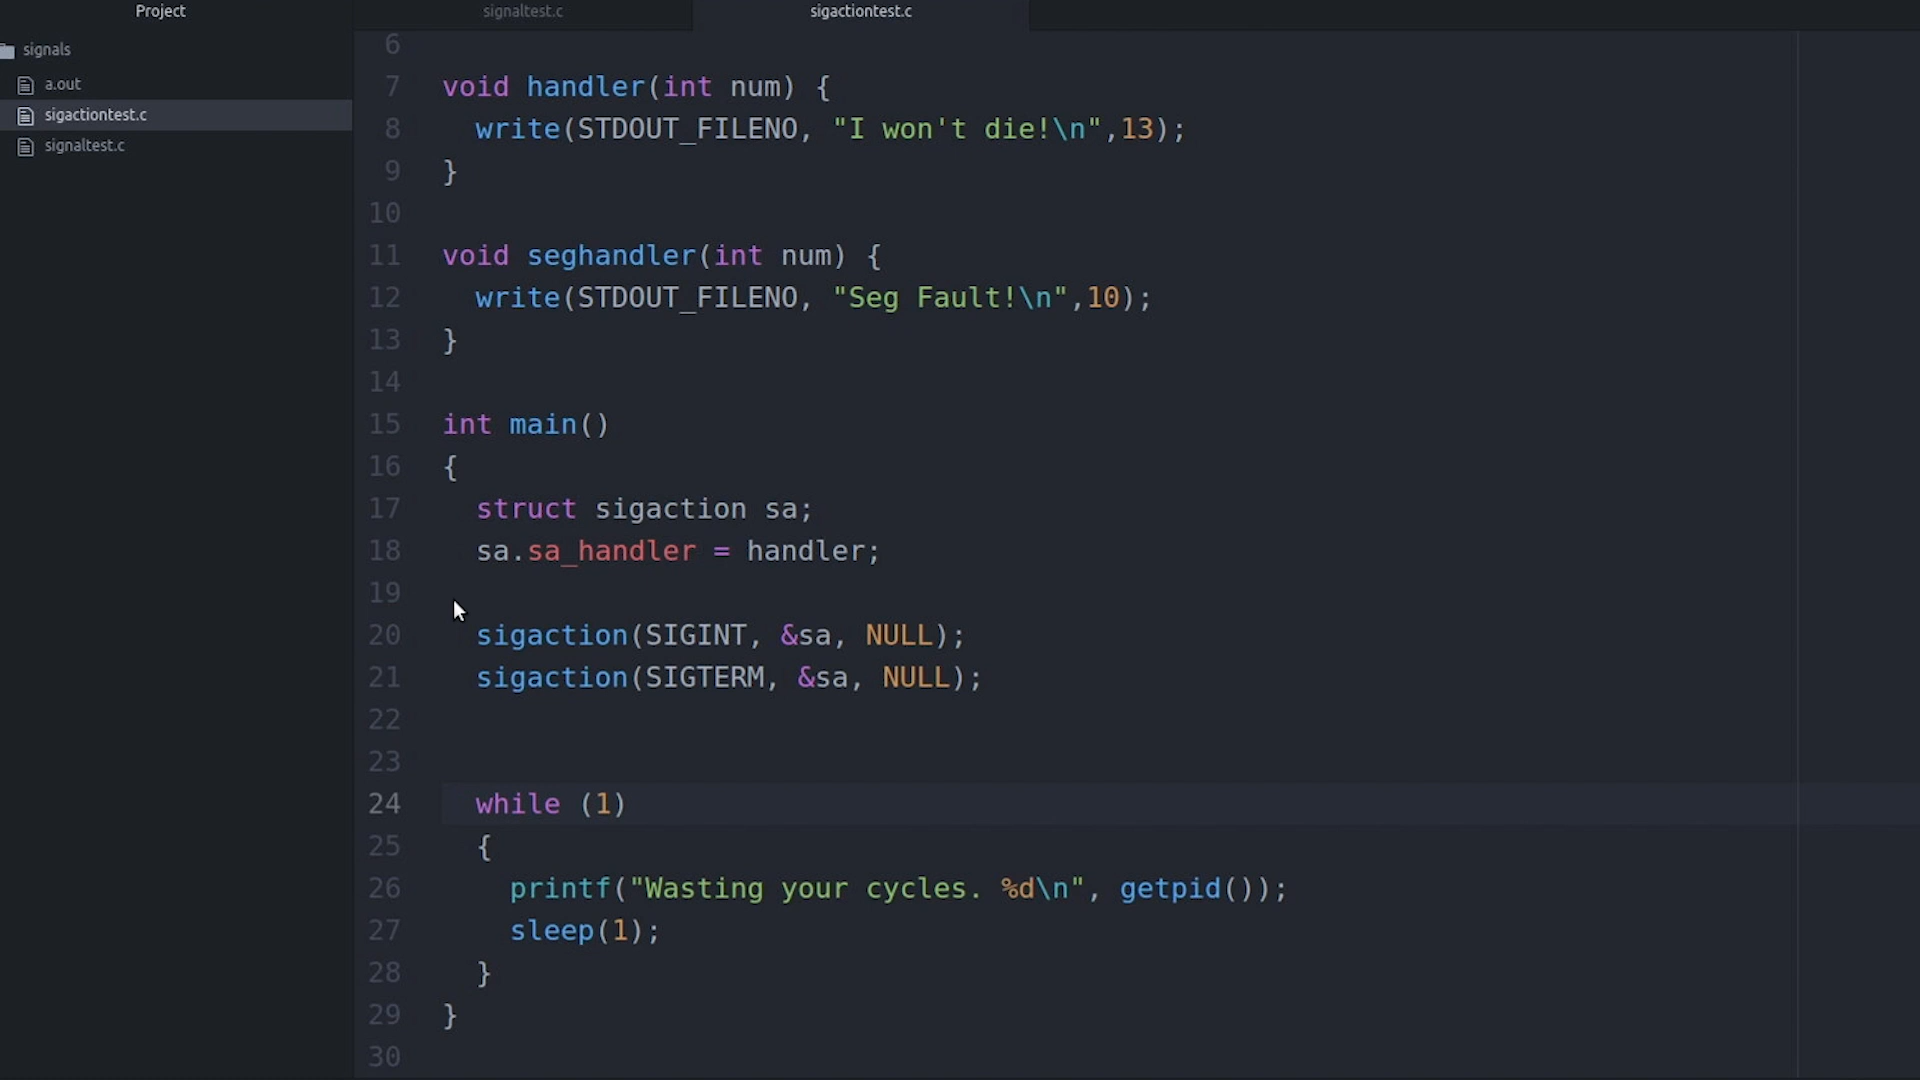 Project
signals
a.out
sigactiontest.c
signaltest.c
signaltest.c
sigactiontest.c
6
7 void handler(int num) {
8 write(STDOUT_FILENO, "I won't die!\n",13);
9 }
10
11 void seghandler(int num) {
12 write(STDOUT_FILENO, "Seg Fault!\n",10);
13 }
14
15 int main()
16 {
17 struct sigaction sa;
18 sa.sa_handler = handler;
19
20 sigaction(SIGINT, &sa, NULL);
21 sigaction(SIGTERM, &sa, NULL);
22
23
24 while (1)
25 {
26 printf("Wasting your cycles. %d\n", getpid());
27 sleep(1);
28 }
29 }
30